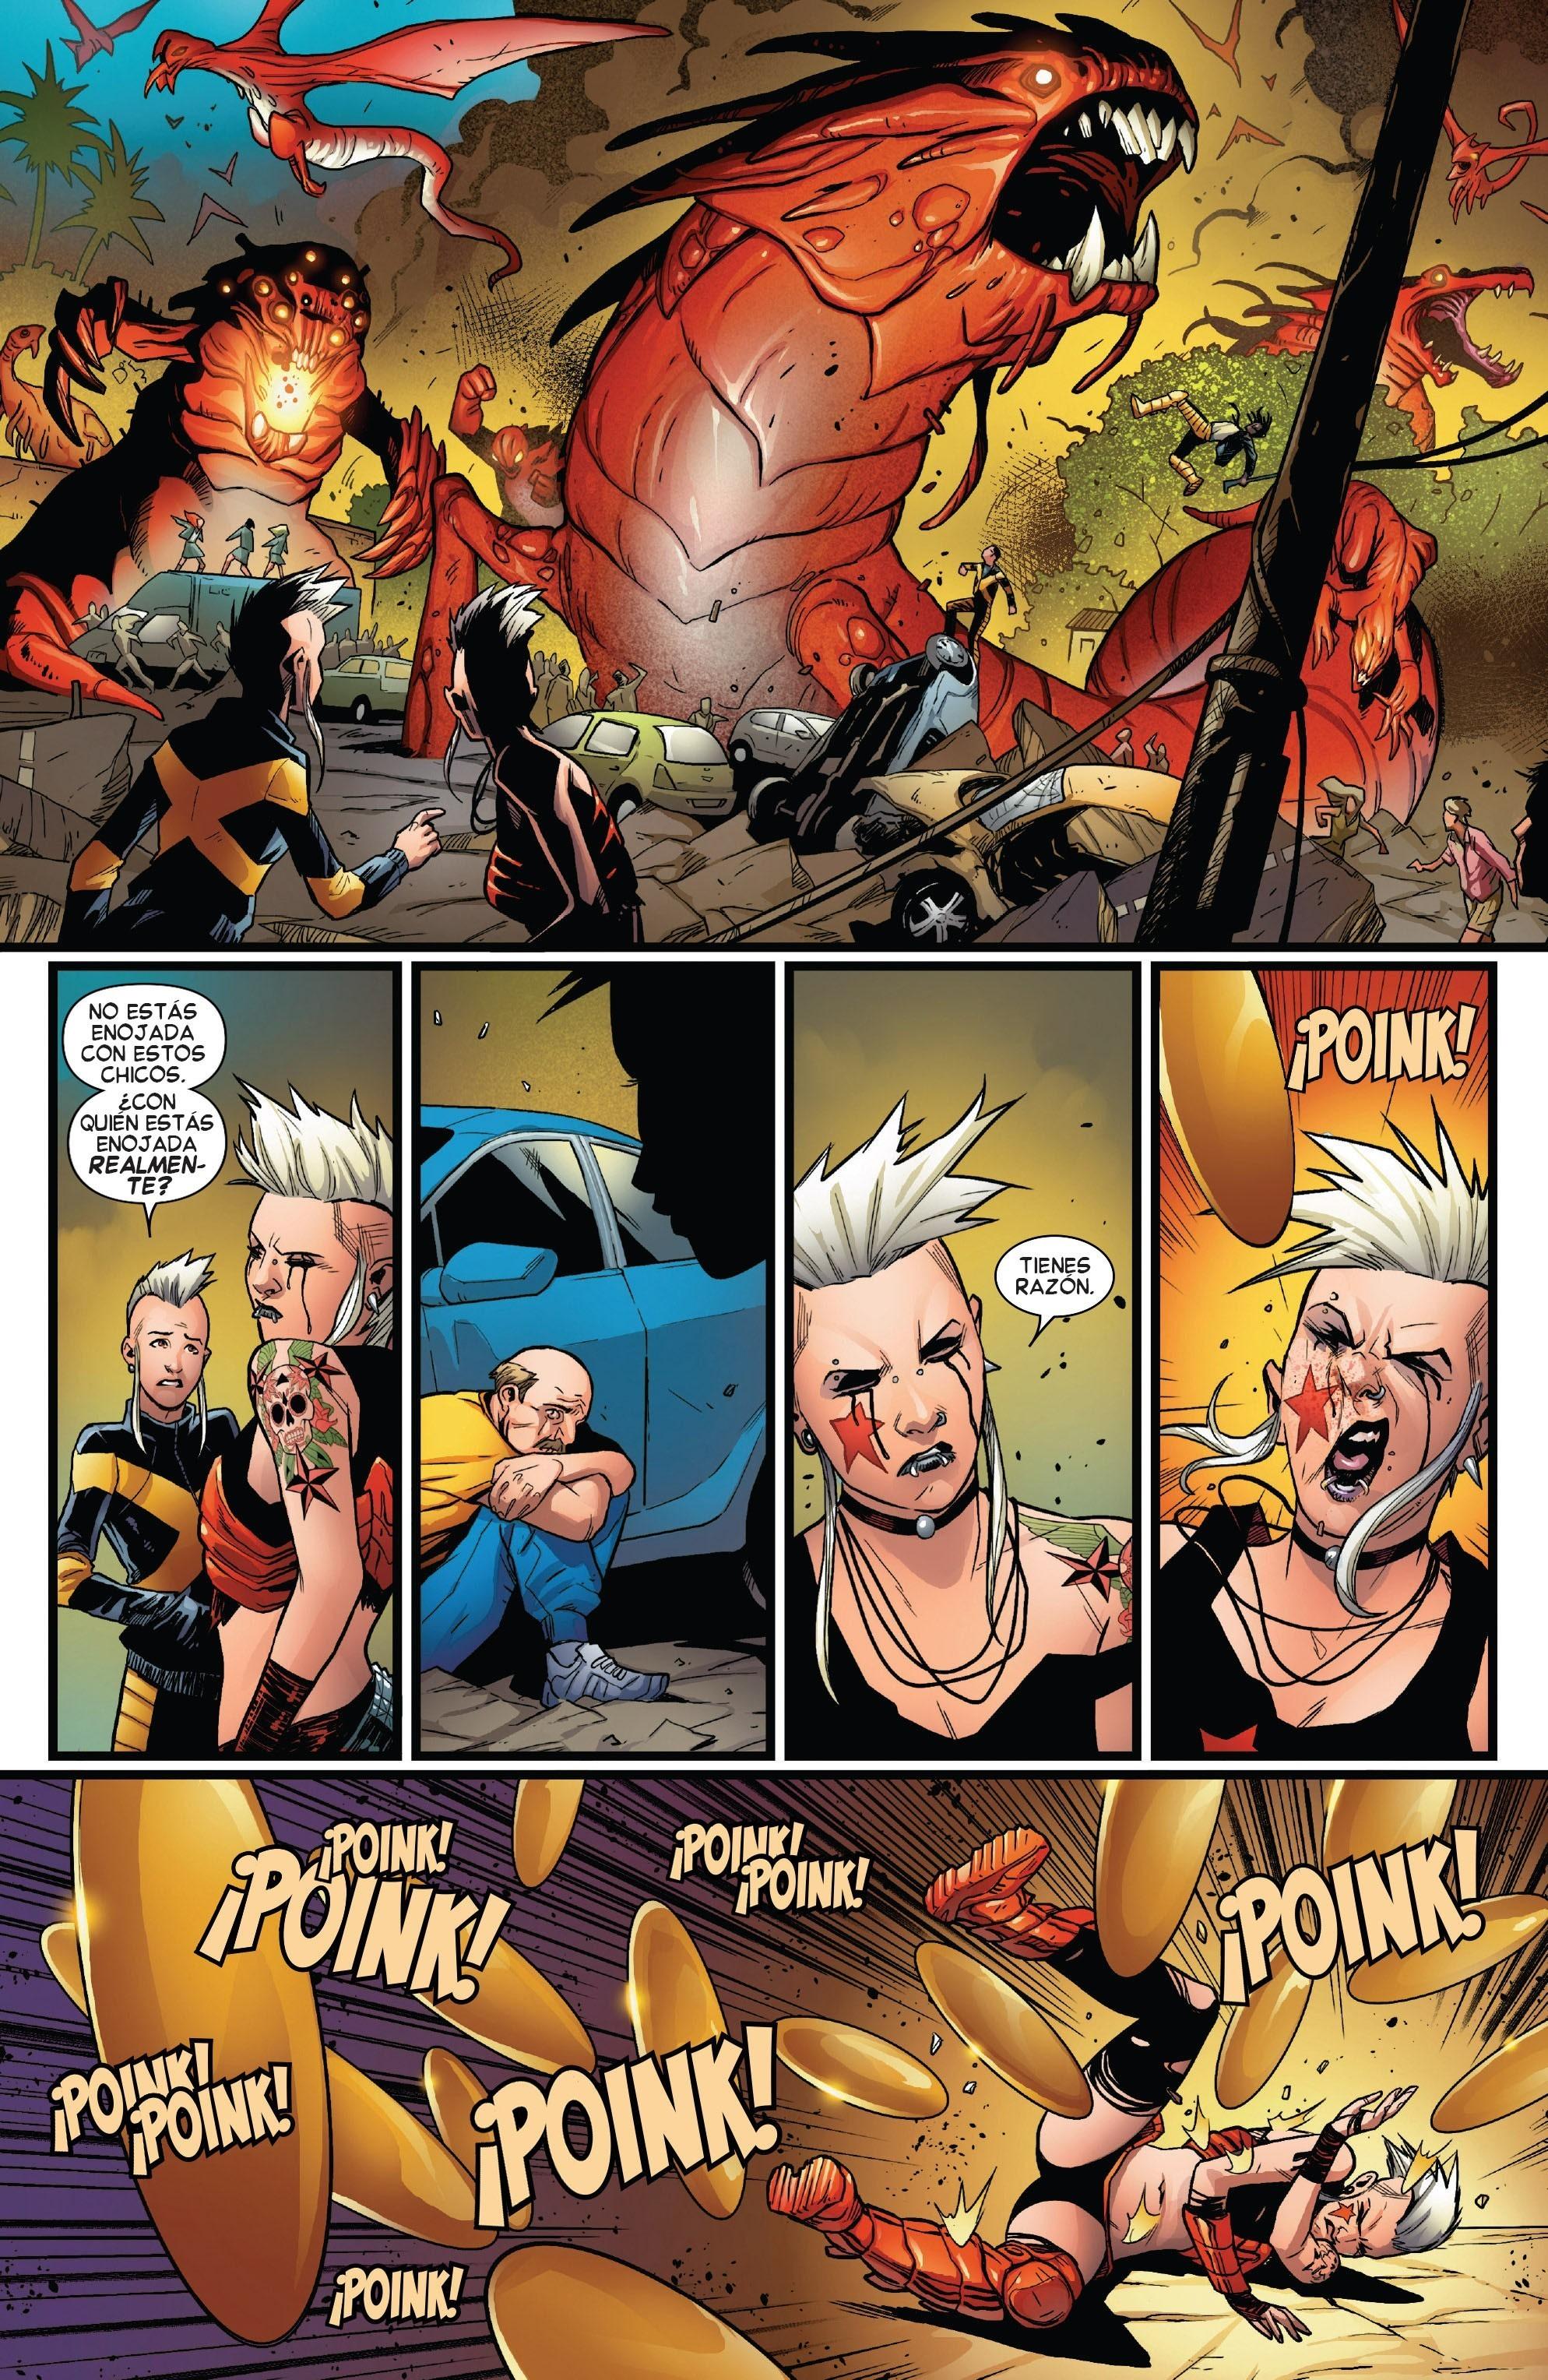 NO ESTÁS
ENOJADA
CON ESTOS
CHICOS.
¿CON
QUIÉN ESTÁS
ENOJADA
REALMEN-
TE?
TIENES
RAZÓN.
¡POINK!
¡POINK!
¡POINK!
¡POINK!
¡POINK!
¡POINK!
¡POINK!
¡POINK!
¡POINK!
¡POINK!